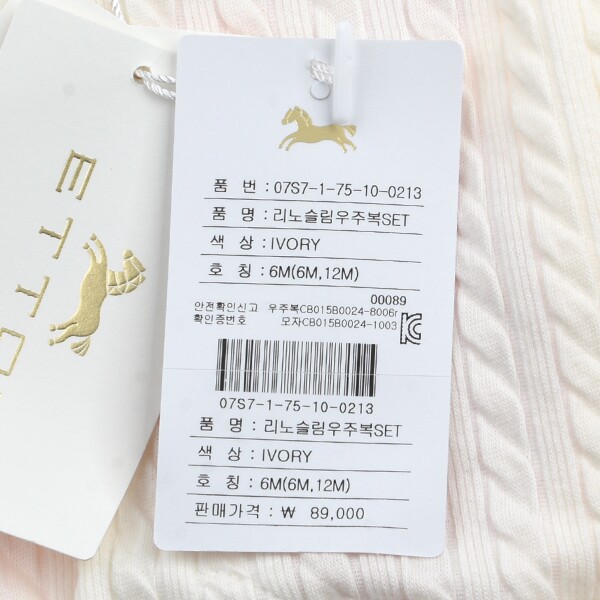 ETTO
품 번 : 07S7-1-75-10-0213
품 명 : 리노슬림우주복SET
색 상 : IVORY
호 칭 : 6M(6M,12M)
00089
안전확인신고 우주복CB015B0024-8006r
확인증번호 모자CB015B0024-1003
07S7-1-75-10-0213
품 명 : 리노슬림우주복SET
색 상 : IVORY
호 칭 : 6M(6M,12M)
판매가격 : ₩ 89,000